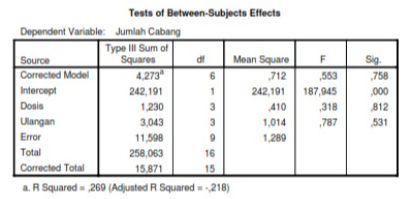 Tests of Between-Subjects Effects
Dependent Variable: Jumlah Cabang
Source Type III Sum of Squares df Mean Square F Sig.
Corrected Model 4,273ª 6 ,712 ,553 ,758
Intercept 242,191 1 242,191 187,945 ,000
Dosis 1,230 3 ,410 ,318 ,812
Ulangan 3,043 3 1,014 ,787 ,531
Error 11,598 9 1,289
Total 258,063 16
Corrected Total 15,871 15
a. R Squared = ,269 (Adjusted R Squared = -,218)